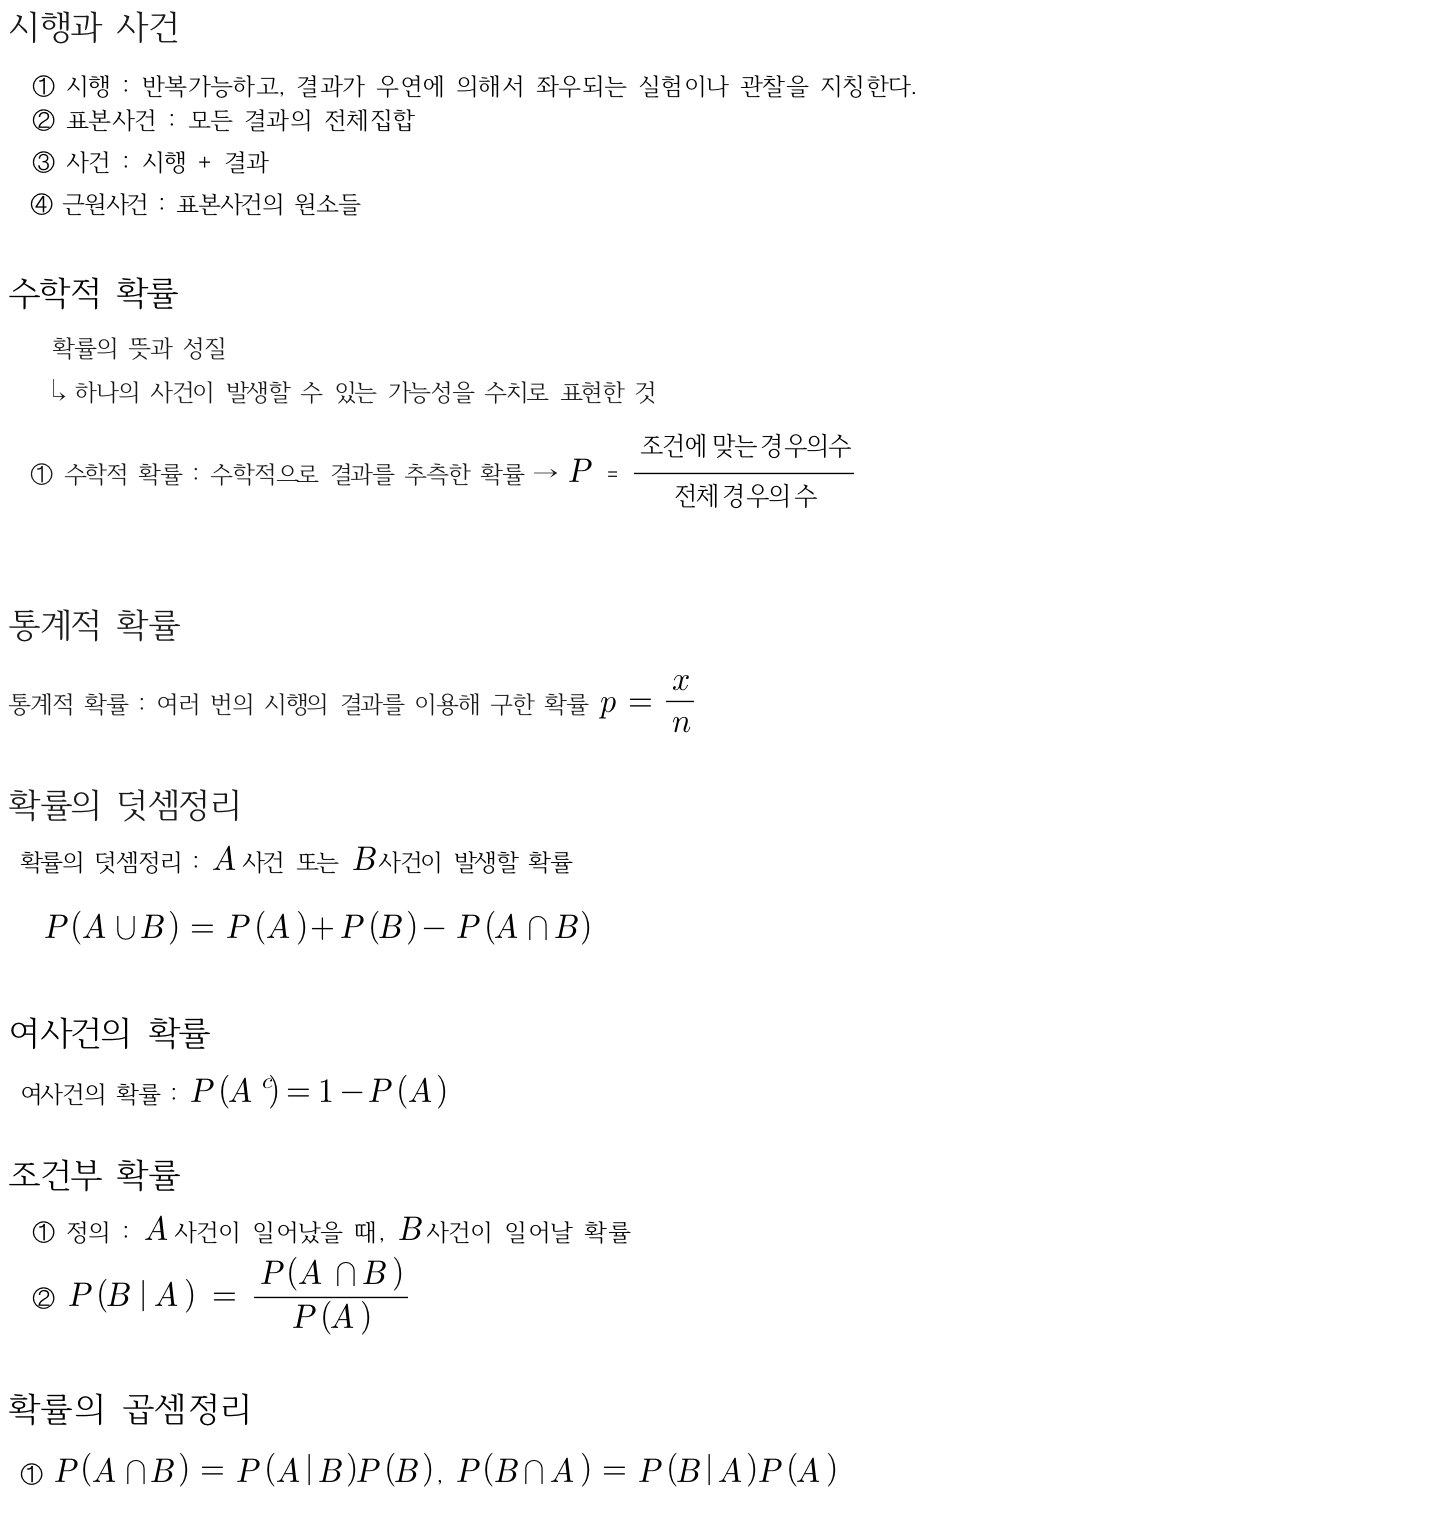 시행과 사건
① 시행 : 반복가능하고, 결과가 우연에 의해서 좌우되는 실험이나 관찰을 지칭한다.
② 표본사건 : 모든 결과의 전체집합
③ 사건 : 시행 + 결과
④ 근원사건 : 표본사건의 원소들
수학적 확률
확률의 뜻과 성질
↳ 하나의 사건이 발생할 수 있는 가능성을 수치로 표현한 것
① 수학적 확률 : 수학적으로 결과를 추측한 확률 → P = 조건에 맞는 경우의수 / 전체 경우의 수
통계적 확률
통계적 확률 : 여러 번의 시행의 결과를 이용해 구한 확률 p = x / n
확률의 덧셈정리
확률의 덧셈정리 : A 사건 또는 B사건이 발생할 확률
P(A ∪ B) = P(A) + P(B) − P(A ∩ B)
여사건의 확률
여사건의 확률 : P(A^c) = 1 − P(A)
조건부 확률
① 정의 : A 사건이 일어났을 때, B사건이 일어날 확률
② P(B | A) = P(A ∩ B) / P(A)
확률의 곱셈정리
① P(A ∩ B) = P(A | B)P(B), P(B ∩ A) = P(B | A)P(A)